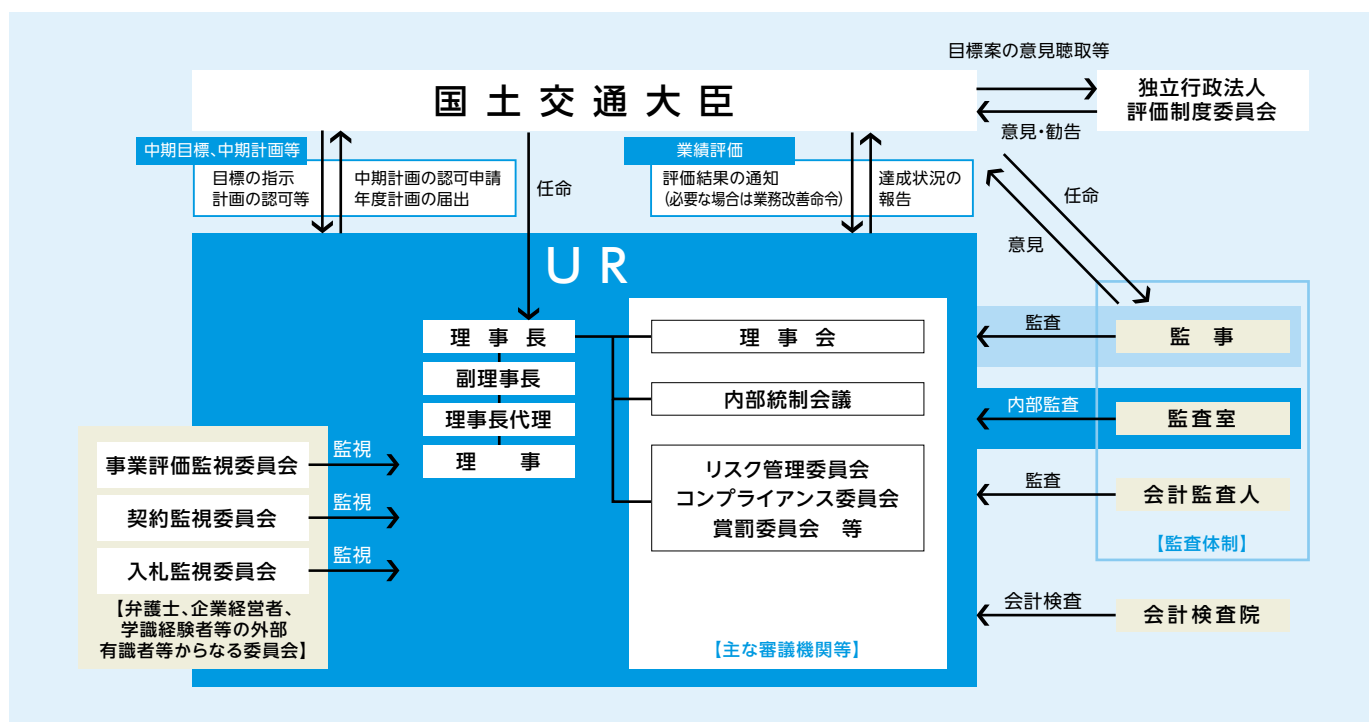 目標案の意見聴取等
国土交通大臣
独立行政法人
評価制度委員会
意見・勧告
中期目標、中期計画等
目標の指示
計画の認可等
中期計画の認可申請
年度計画の届出
任命
業績評価
評価結果の通知
(必要な場合は業務改善命令)
達成状況の
報告
任命
意見
UR
理事長
副理事長
理事長代理
理事
理事会
内部統制会議
リスク管理委員会
コンプライアンス委員会
賞罰委員会 等
【主な審議機関等】
監査
監事
内部監査
監査室
監査
会計監査人
【監査体制】
会計検査
会計検査院
事業評価監視委員会
監視
契約監視委員会
監視
入札監視委員会
監視
【弁護士、企業経営者、
学識経験者等の外部
有識者等からなる委員会】